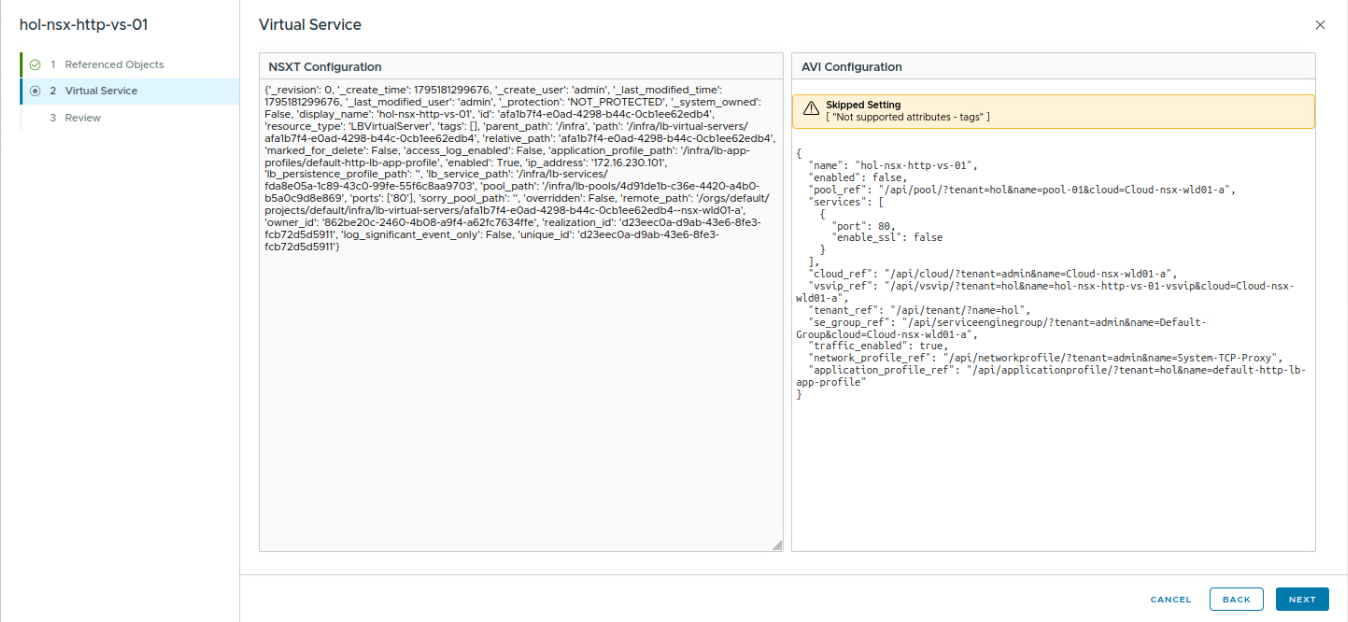 hol-nsx-http-vs-01
1 Referenced Objects
2 Virtual Service
3 Review
Virtual Service
NSXT Configuration
{'_revision': 0, '_create_time': 1795181299676, '_create_user': 'admin', '_last_modified_time':
1795181299676, '_last_modified_user': 'admin', '_protection': 'NOT_PROTECTED', '_system_owned':
False, 'display_name': 'hol-nsx-http-vs-01', 'id': 'afa1b7f4-e0ad-4298-b44c-0cb1ee62edb4',
'resource_type': 'LBVirtualServer', 'tags': [], 'parent_path': '/infra', 'path': '/infra/lb-virtual-servers/
afa1b7f4-e0ad-4298-b44c-0cb1ee62edb4', 'relative_path': 'afa1b7f4-e0ad-4298-b44c-0cb1ee62edb4',
'marked_for_delete': False, 'access_log_enabled': False, 'application_profile_path': '/infra/lb-app-
profiles/default-http-lb-app-profile', 'enabled': True, 'ip_address': '172.16.230.101',
'lb_persistence_profile_path': '', 'lb_service_path': '/infra/lb-services/
fda8e05a-1c89-43c0-99fe-55f6c8aa9703', 'pool_path': '/infra/lb-pools/4d91de1b-c36e-4420-a4b0-
b5a0c9d8e869', 'ports': ['80'], 'sorry_pool_path': '', 'overridden': False, 'remote_path': '/orgs/default/
projects/default/infra/lb-virtual-servers/afa1b7f4-e0ad-4298-b44c-0cb1ee62edb4--nsx-wld01-a',
'owner_id': '862be20c-2460-4b08-a9f4-a62fc7634ffe', 'realization_id': 'd23eec0a-d9ab-43e6-8fe3-
fcb72d5d5911', 'log_significant_event_only': False, 'unique_id': 'd23eec0a-d9ab-43e6-8fe3-
fcb72d5d5911'}
AVI Configuration
Skipped Setting
[ "Not supported attributes - tags" ]
{
"name": "hol-nsx-http-vs-01",
"enabled": false,
"pool_ref": "/api/pool/?tenant=hol&name=pool-01&cloud=Cloud-nsx-wld01-a",
"services": [
{
"port": 80,
"enable_ssl": false
}
],
"cloud_ref": "/api/cloud/?tenant=admin&name=Cloud-nsx-wld01-a",
"vsvip_ref": "/api/vsvip/?tenant=hol&name=hol-nsx-http-vs-01-vsvip&cloud=Cloud-nsx-
wld01-a",
"tenant_ref": "/api/tenant/?name=hol",
"se_group_ref": "/api/serviceenginegroup/?tenant=admin&name=Default-
Group&cloud=Cloud-nsx-wld01-a",
"traffic_enabled": true,
"network_profile_ref": "/api/networkprofile/?tenant=admin&name=System-TCP-Proxy",
"application_profile_ref": "/api/applicationprofile/?tenant=hol&name=default-http-lb-
app-profile"
}
CANCEL
BACK
NEXT